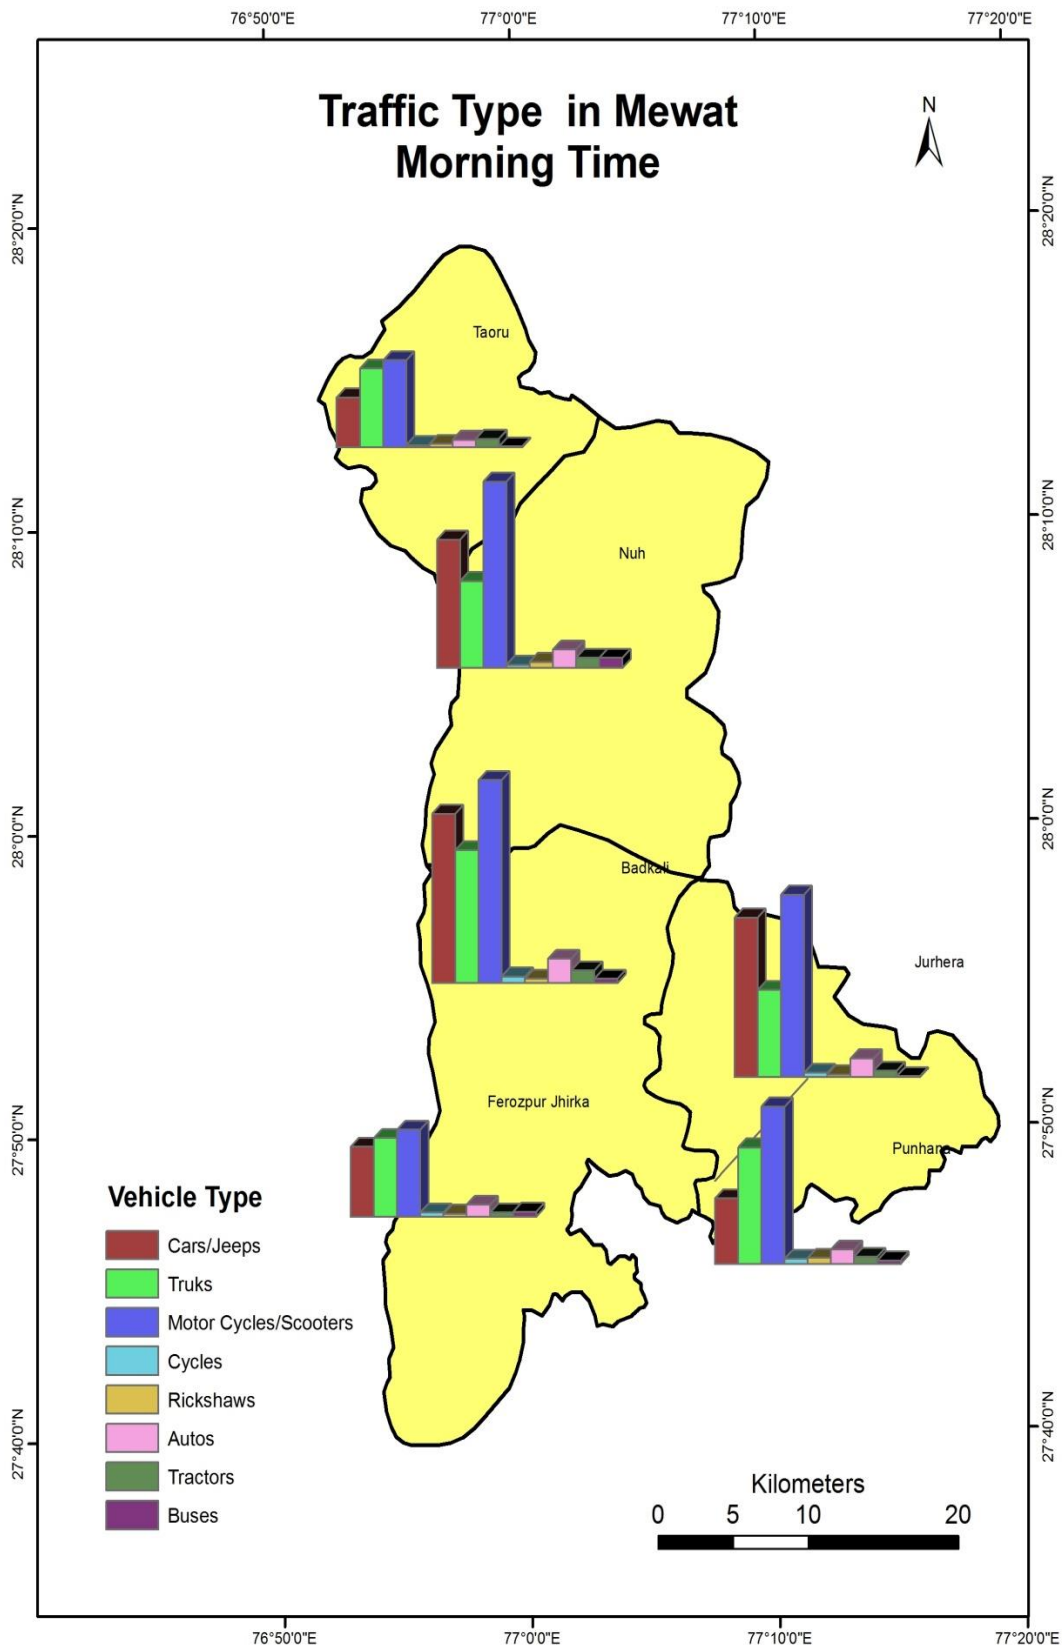 76°50'0"E 77°0'0"E 77°10'0"E 77°20'0"E
Traffic Type in Mewat
Morning Time
N
28°20'0"N
28°20'0"N
Taoru
28°10'0"N
28°10'0"N
Nuh
28°0'0"N
28°0'0"N
Badkali
Jurhera
Ferozpur Jhirka
27°50'0"N
27°50'0"N
Punhana
Vehicle Type
Cars/Jeeps
Truks
Motor Cycles/Scooters
Cycles
Rickshaws
Autos
Tractors
Buses
27°40'0"N
27°40'0"N
Kilometers
0 5 10 20
76°50'0"E 77°0'0"E 77°10'0"E 77°20'0"E